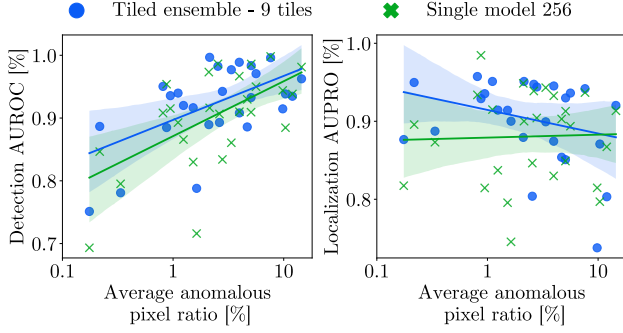 Tiled ensemble - 9 tiles
Single model 256
Detection AUROC [%]
1.0
0.9
0.8
0.7
0.1
1
10
Average anomalous
pixel ratio [%]
Localization AUPRO [%]
1.0
0.9
0.8
0.1
1
10
Average anomalous
pixel ratio [%]